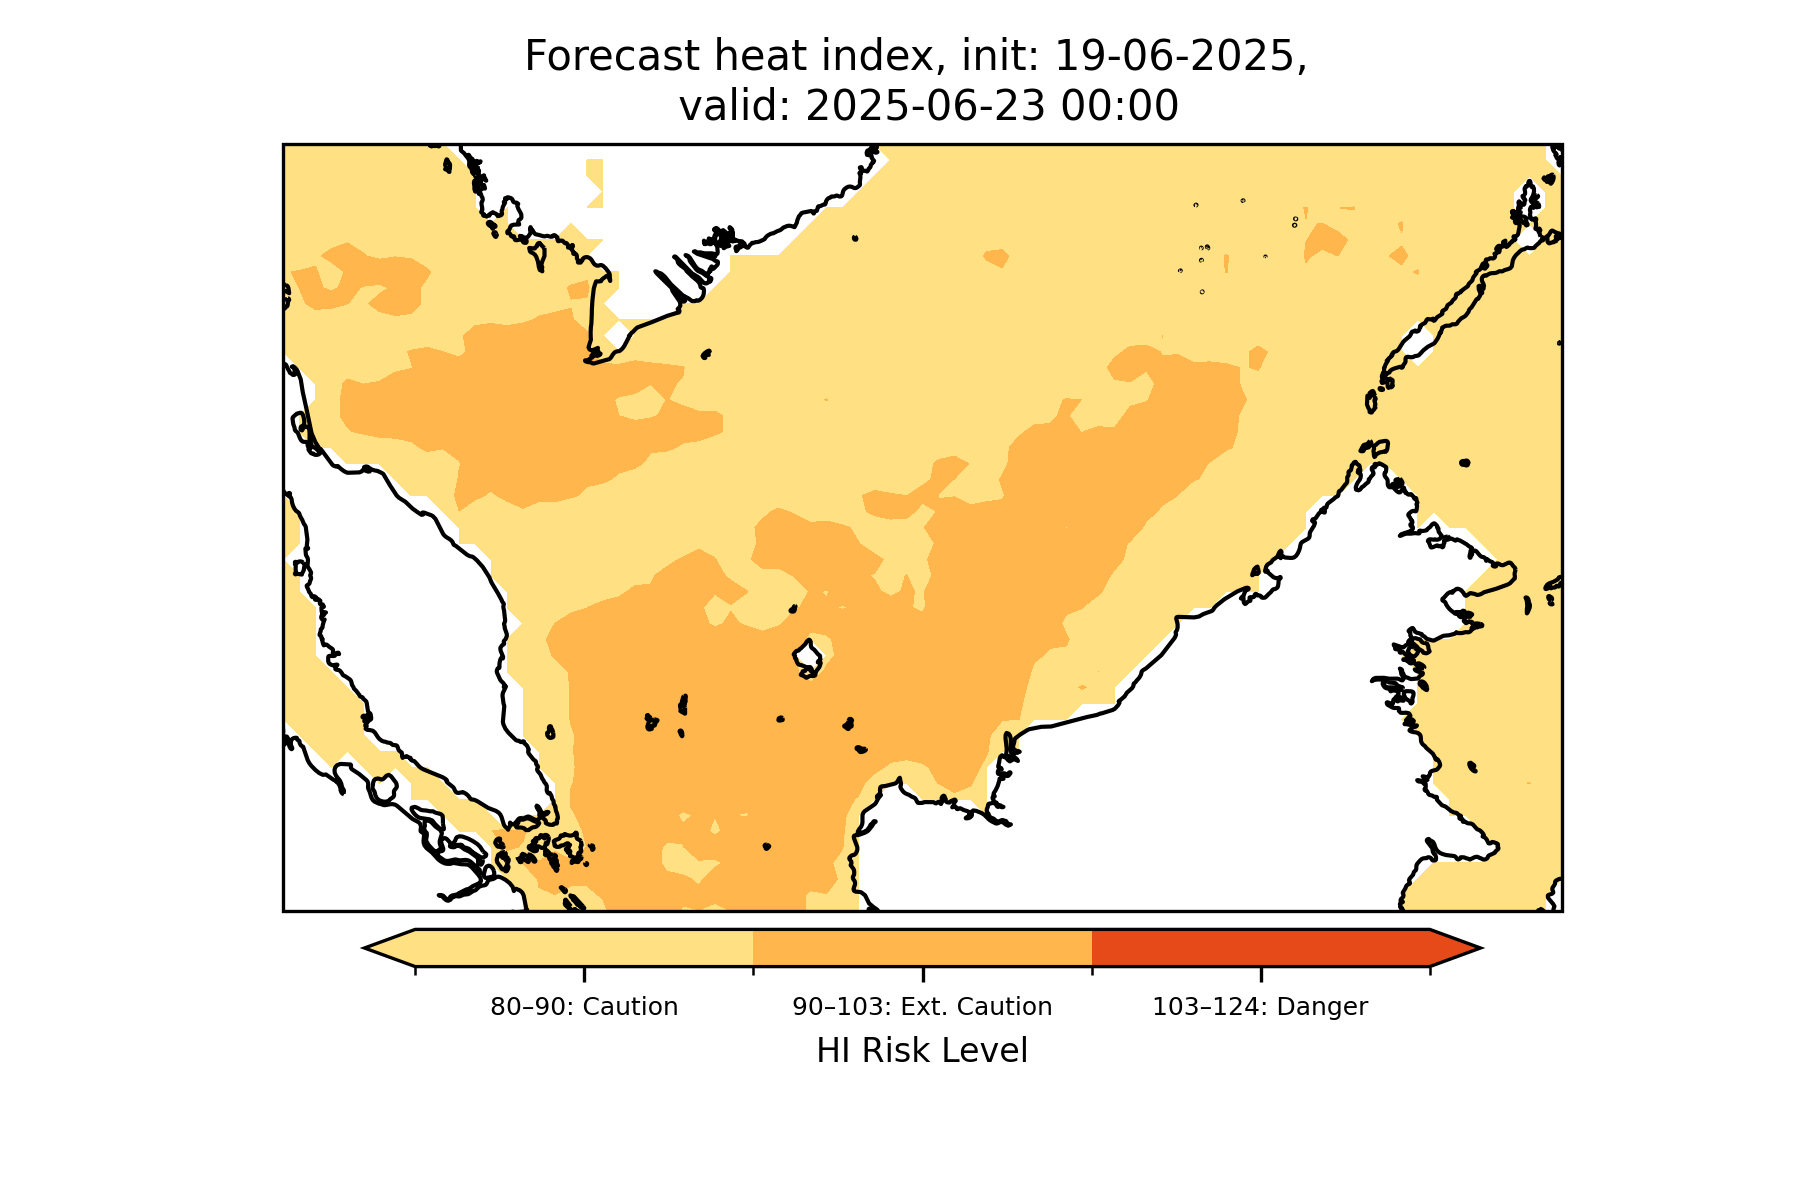 Forecast heat index, init: 19-06-2025,
valid: 2025-06-23 00:00
80–90: Caution
90–103: Ext. Caution
103–124: Danger
HI Risk Level